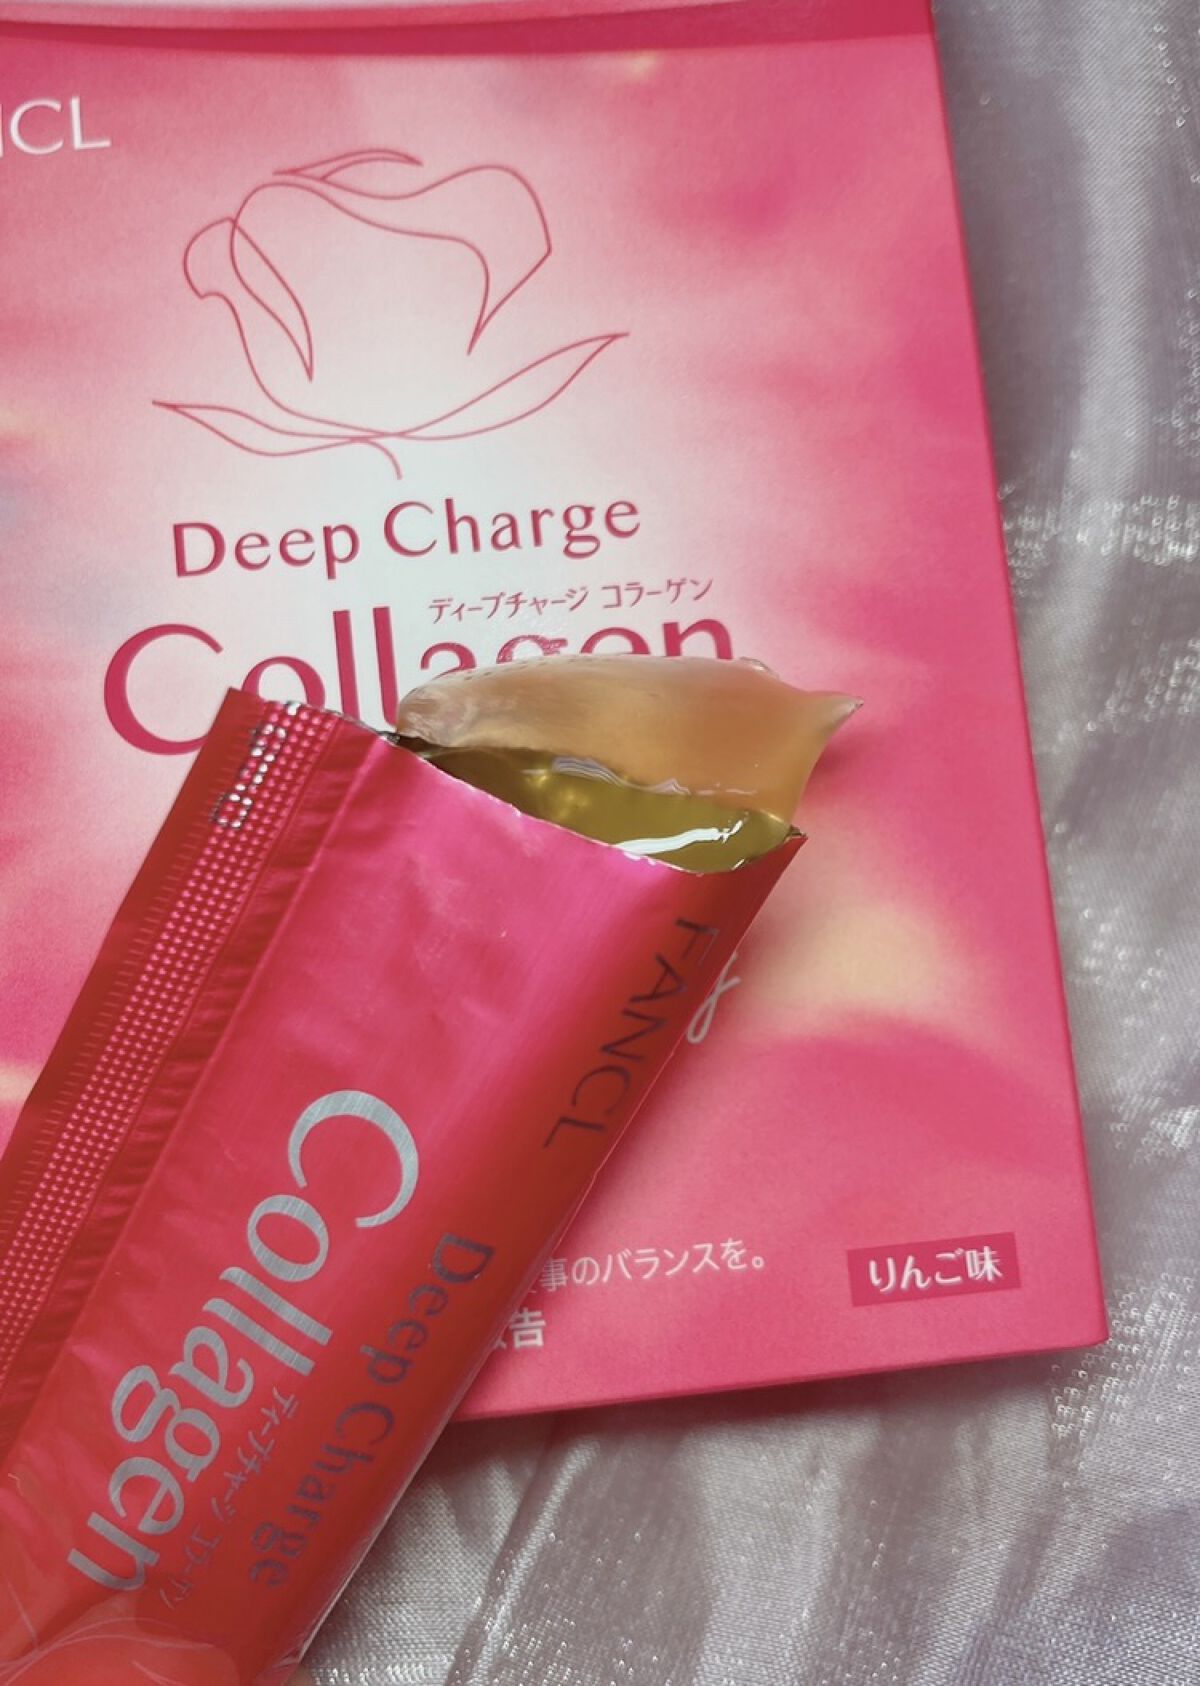 NCL
Deep Charge
ディープチャージ コラーゲン
Collagen
事のバランスを。
告
りんご味
FANCL
Deep Charge
Collagen
ディープチャージ コラーゲン